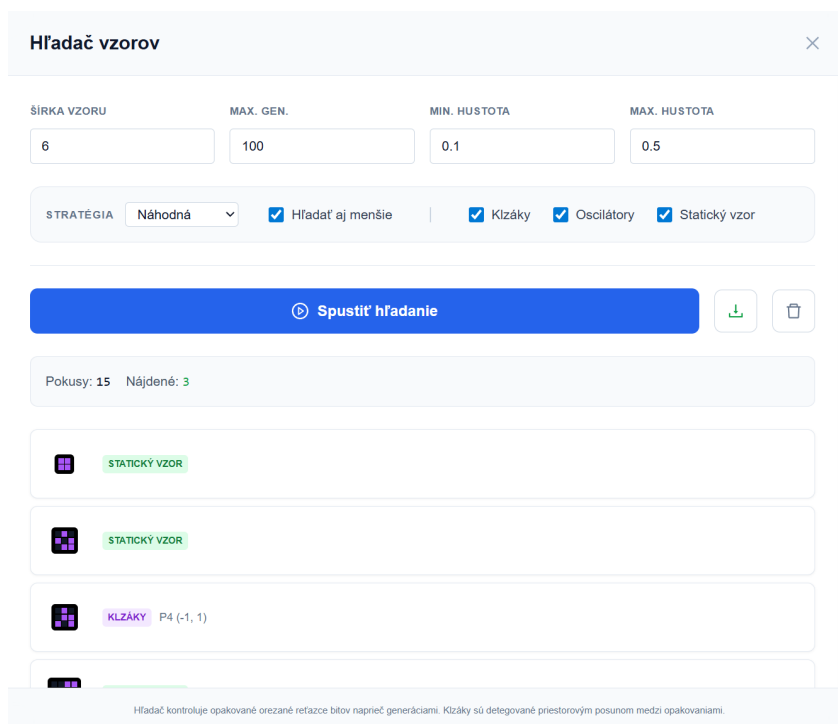 Hľadač vzorov
ŠÍRKA VZORU MAX. GEN. MIN. HUSTOTA MAX. HUSTOTA
6 100 0.1 0.5
STRATÉGIA Náhodná Hľadať aj menšie Klzáky Oscilátory Statický vzor
Spustiť hľadanie
Pokusy: 15 Nájdené: 3
STATICKÝ VZOR
STATICKÝ VZOR
KLZÁKY P4 (-1, 1)
Hľadač kontroluje opakované orezané reťazce bitov naprieč generáciami. Klzáky sú detegované priestorovým posunom medzi opakovaniami.